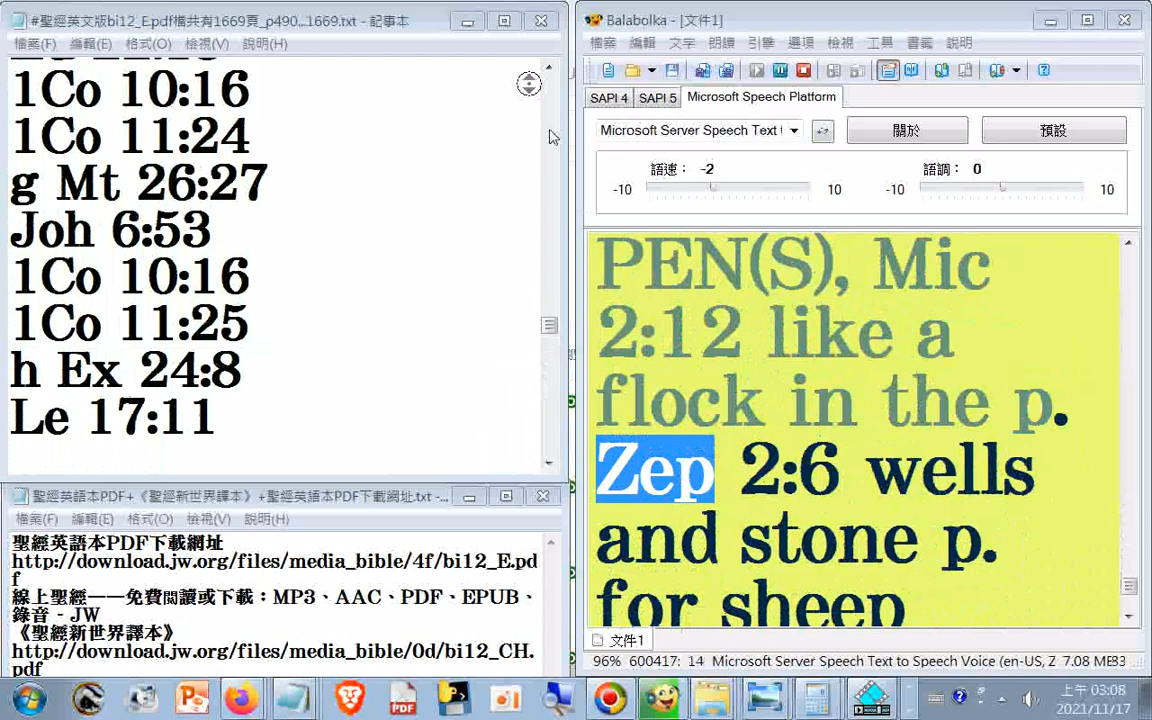 #聖經英文版bi12_E.pdf檔共有1669頁_p490...1669.txt - 記事本
檔案(F) 編輯(E) 格式(O) 檢視(V) 說明(H)
1Co 10:16
1Co 11:24
g Mt 26:27
Joh 6:53
1Co 10:16
1Co 11:25
h Ex 24:8
Le 17:11
聖經英語本PDF+《聖經新世界譯本》+聖經英語本PDF下載網址.txt -...
檔案(F) 編輯(E) 格式(O) 檢視(V) 說明(H)
聖經英語本PDF下載網址
http://download.jw.org/files/media_bible/4f/bi12_E.pd
f
線上聖經——免費閱讀或下載：MP3、AAC、PDF、EPUB、
錄音 - JW
《聖經新世界譯本》
http://download.jw.org/files/media_bible/0d/bi12_CH.
pdf
Balabolka - [文件1]
檔案 編輯 文字 朗讀 引擎 選項 檢視 工具 書籤 說明
SAPI 4 SAPI 5 Microsoft Speech Platform
Microsoft Server Speech Text 關於 預設
語速： -2 語調： 0
-10 10 -10 10
PEN(S), Mic
2:12 like a
flock in the p.
Zep 2:6 wells
and stone p.
for sheep
文件1
96% 600417: 14 Microsoft Server Speech Text to Speech Voice (en-US, Z 7.08 MB
PDF
上午 03:08
2021/11/17